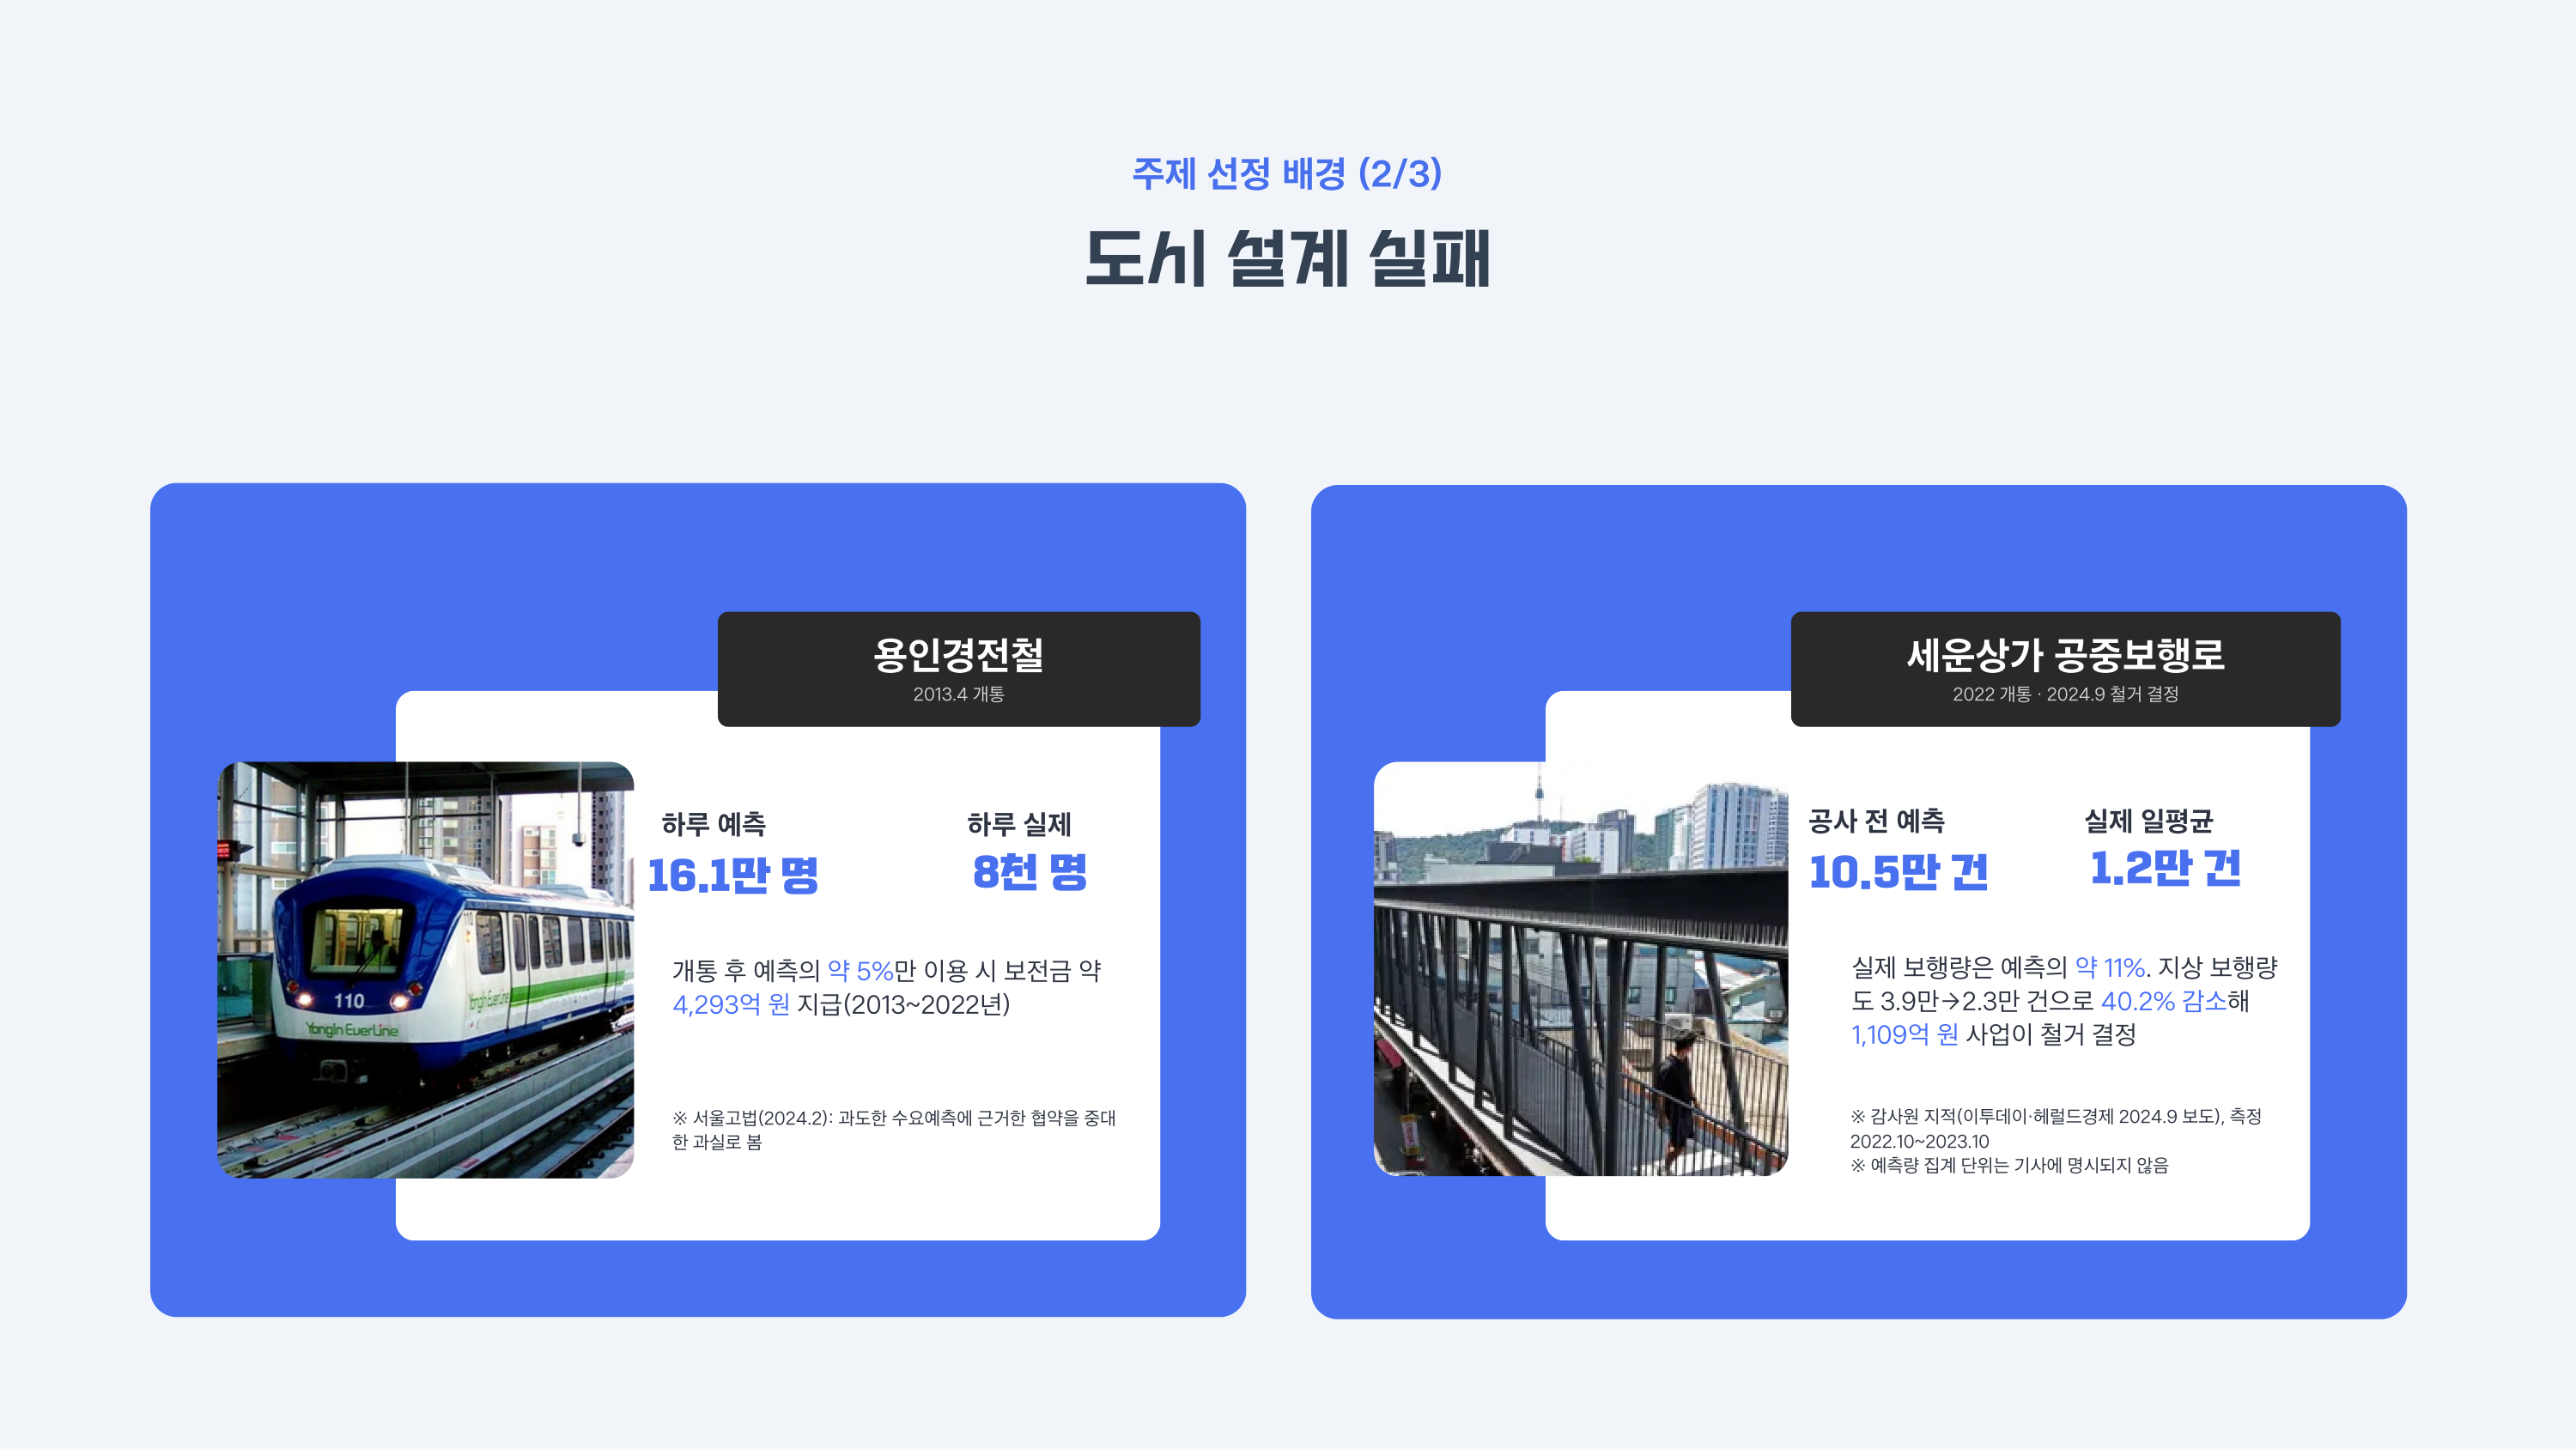 주제 선정 배경 (2/3)
도시 설계 실패
용인경전철
2013.4 개통
하루 예측
16.1만 명
하루 실제
8천 명
개통 후 예측의 약 5%만 이용 시 보전금 약
4,293억 원 지급(2013~2022년)
※ 서울고법(2024.2): 과도한 수요예측에 근거한 협약을 중대
한 과실로 봄
110
YongIn EverLine
YongIn EverLine
세운상가 공중보행로
2022 개통 · 2024.9 철거 결정
공사 전 예측
10.5만 건
실제 일평균
1.2만 건
실제 보행량은 예측의 약 11%. 지상 보행량
도 3.9만→2.3만 건으로 40.2% 감소해
1,109억 원 사업이 철거 결정
※ 감사원 지적(이투데이·헤럴드경제 2024.9 보도), 측정
2022.10~2023.10
※ 예측량 집계 단위는 기사에 명시되지 않음